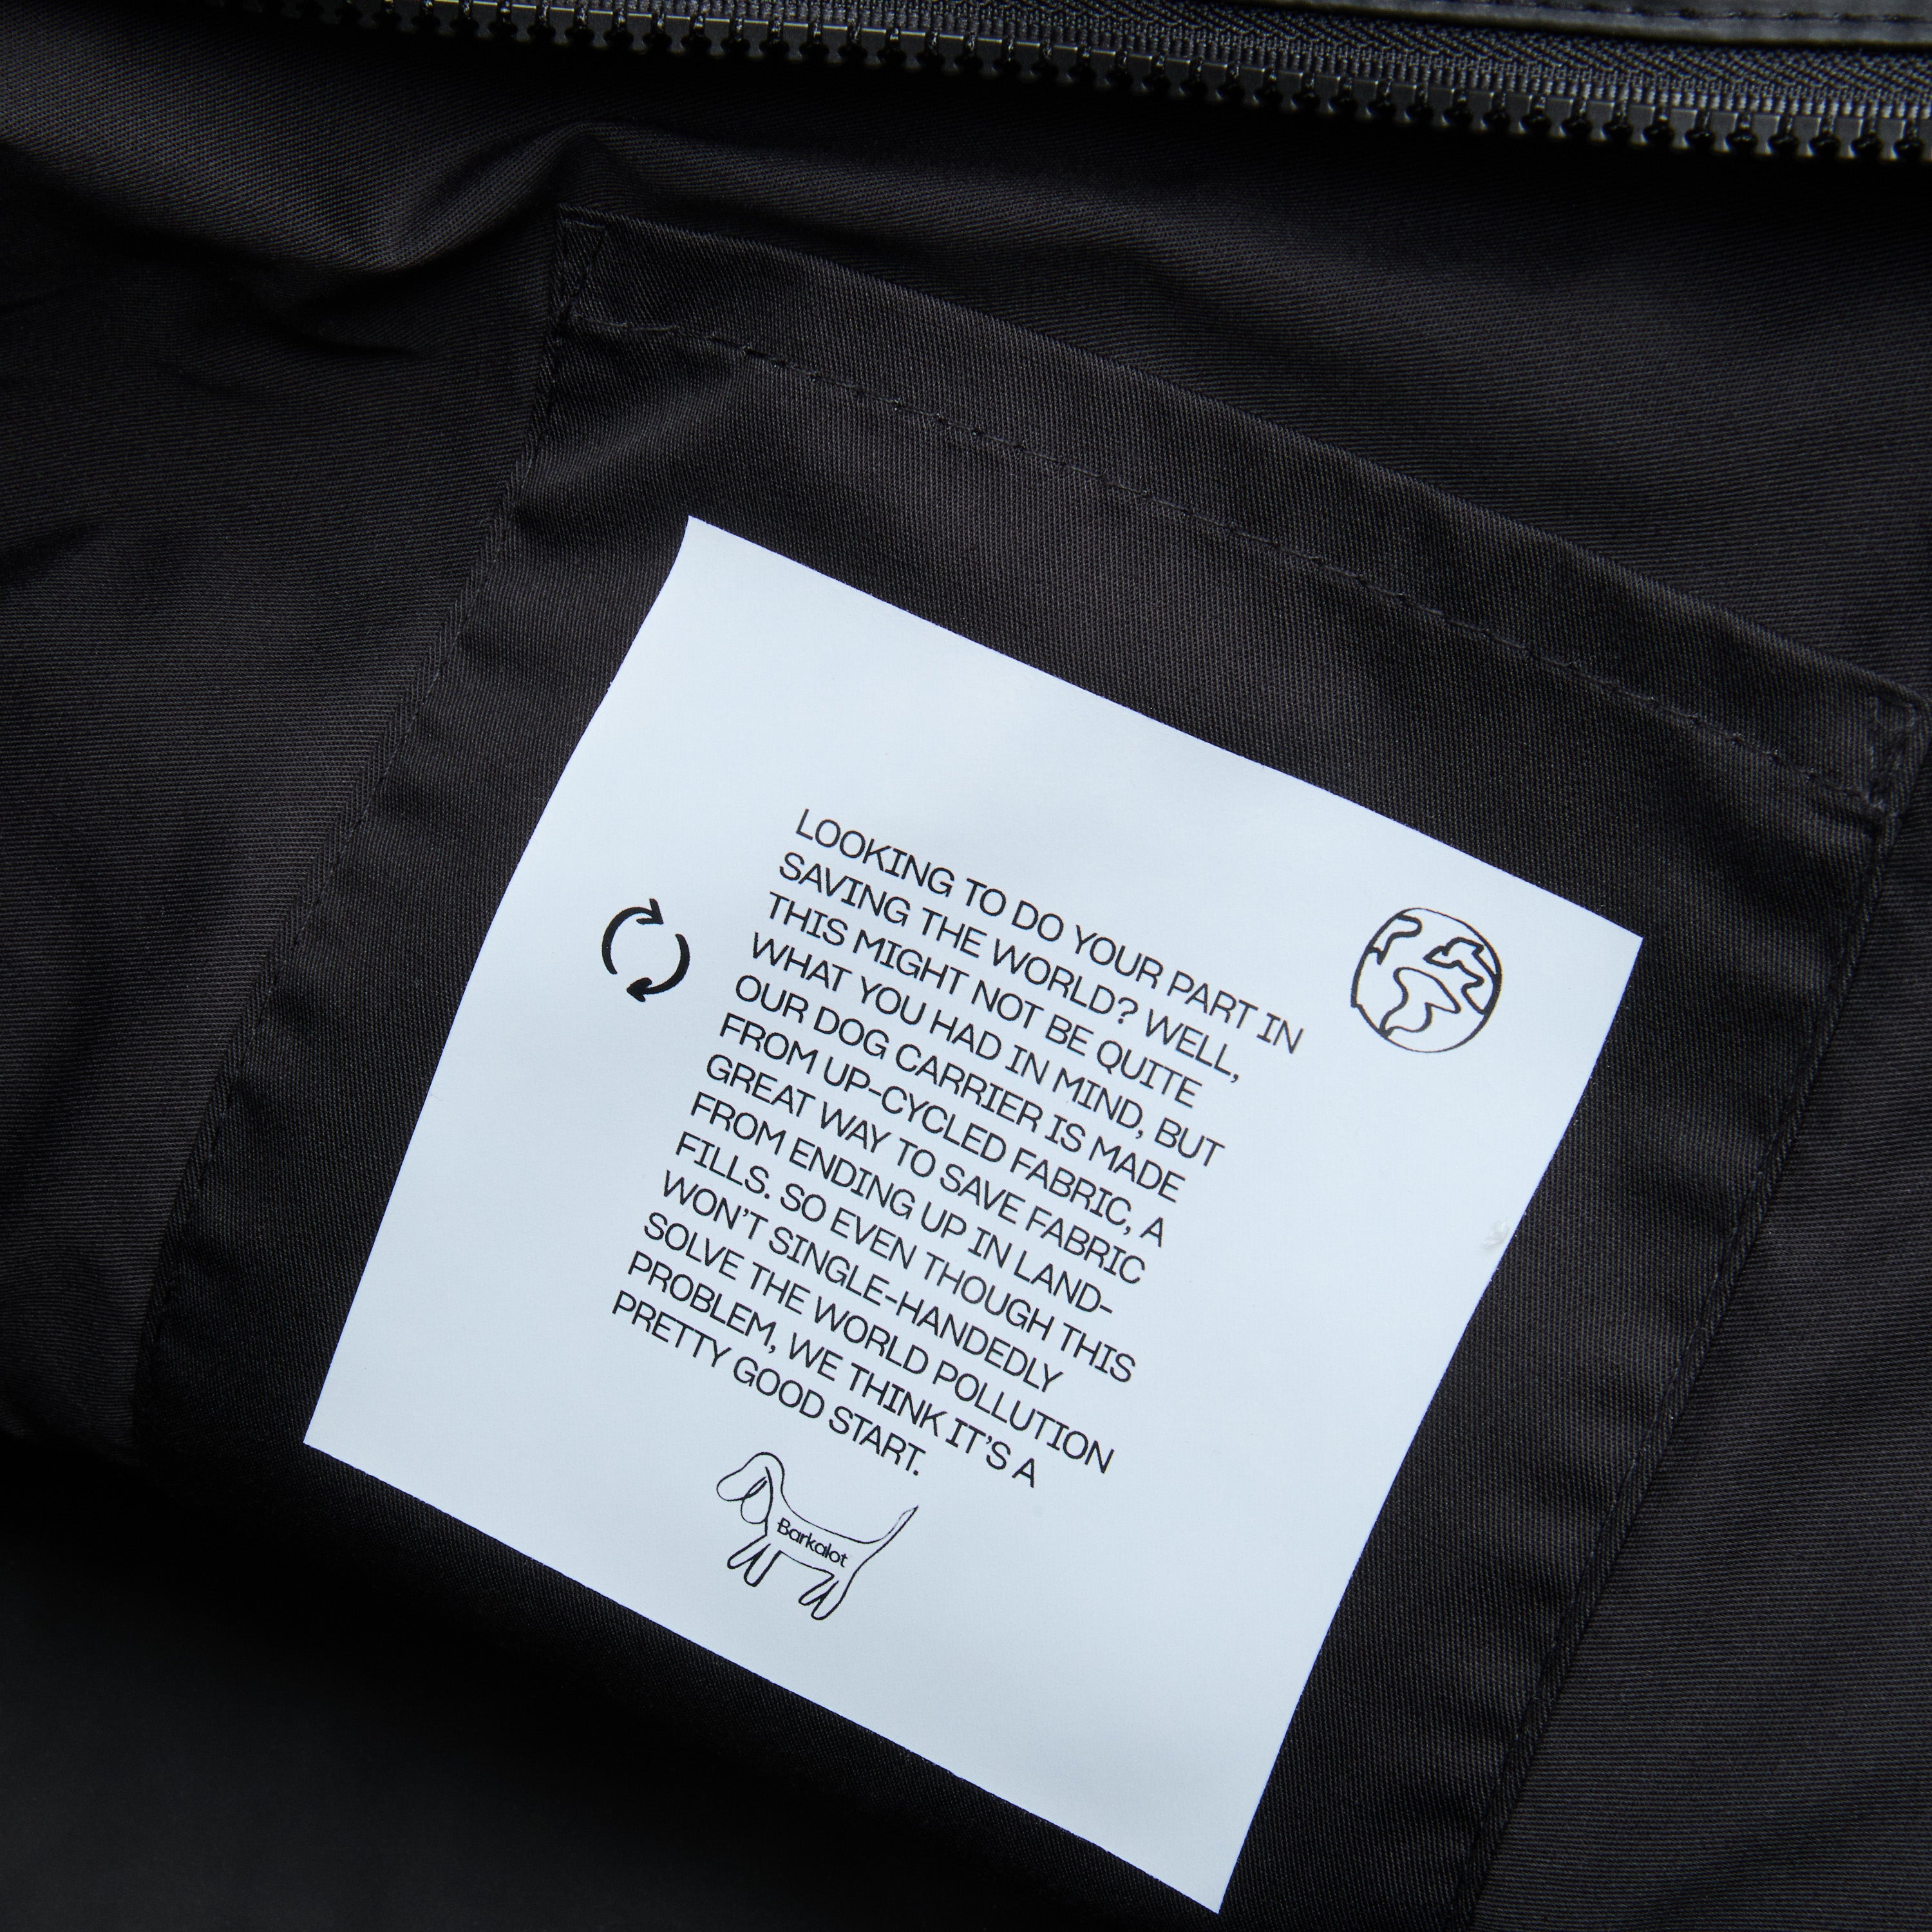 LOOKING TO DO YOUR PART IN
SAVING THE WORLD? WELL,
THIS MIGHT NOT BE QUITE
WHAT YOU HAD IN MIND, BUT
OUR DOG CARRIER IS MADE
FROM UP-CYCLED FABRIC, A
GREAT WAY TO SAVE FABRIC
FROM ENDING UP IN LAND-
FILLS. SO EVEN THOUGH THIS
WON'T SINGLE-HANDEDLY
SOLVE THE WORLD POLLUTION
PROBLEM, WE THINK IT'S A
PRETTY GOOD START.
Barkalot